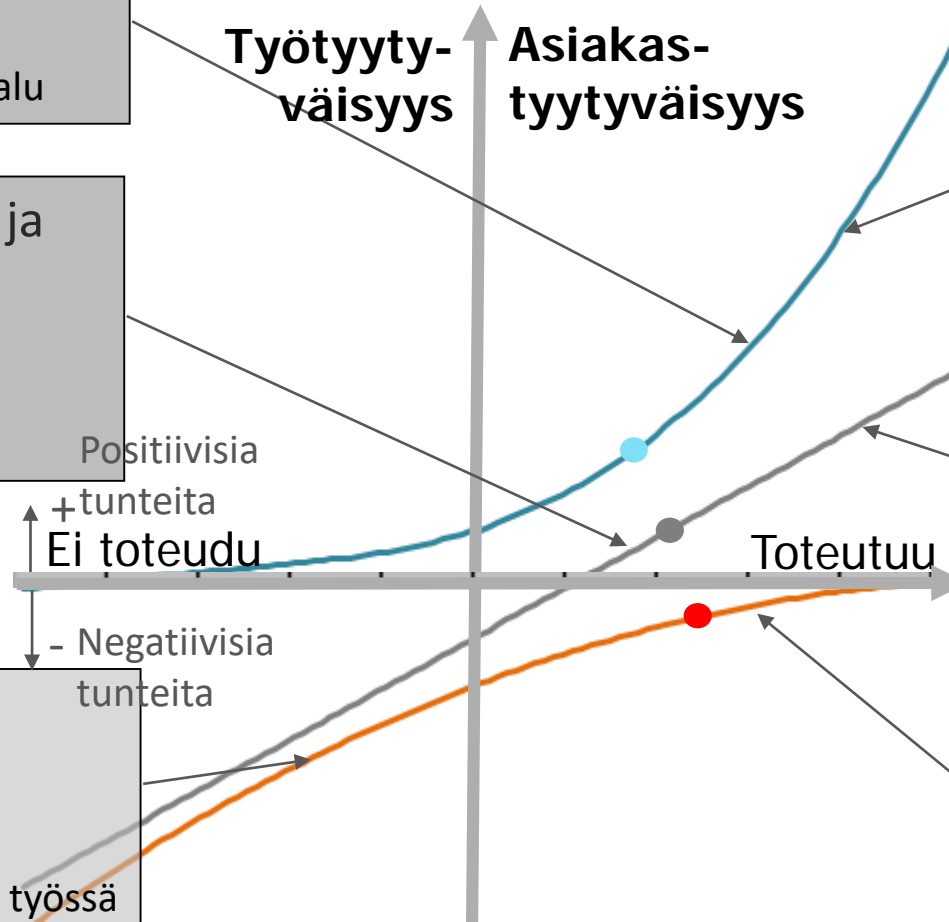 alu
Työtyyty-
väisyys
Asiakas-
tyytyväisyys
ja
Positiivisia
+ tunteita
Ei toteudu
Toteutuu
- Negatiivisia
tunteita
työssä